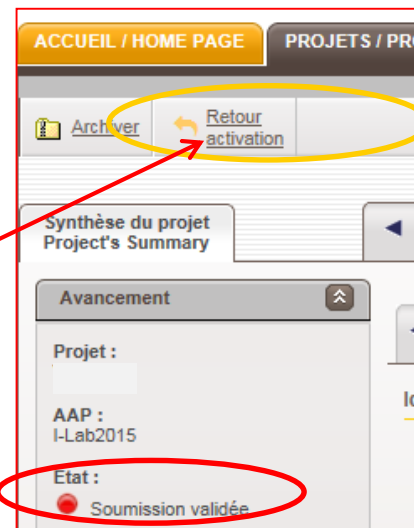 ACCUEIL / HOME PAGE
PROJETS / PR
Archiver
Retour
activation
Synthèse du projet
Project's Summary
Avancement
Projet :
AAP :
I-Lab2015
Etat :
Soumission validée